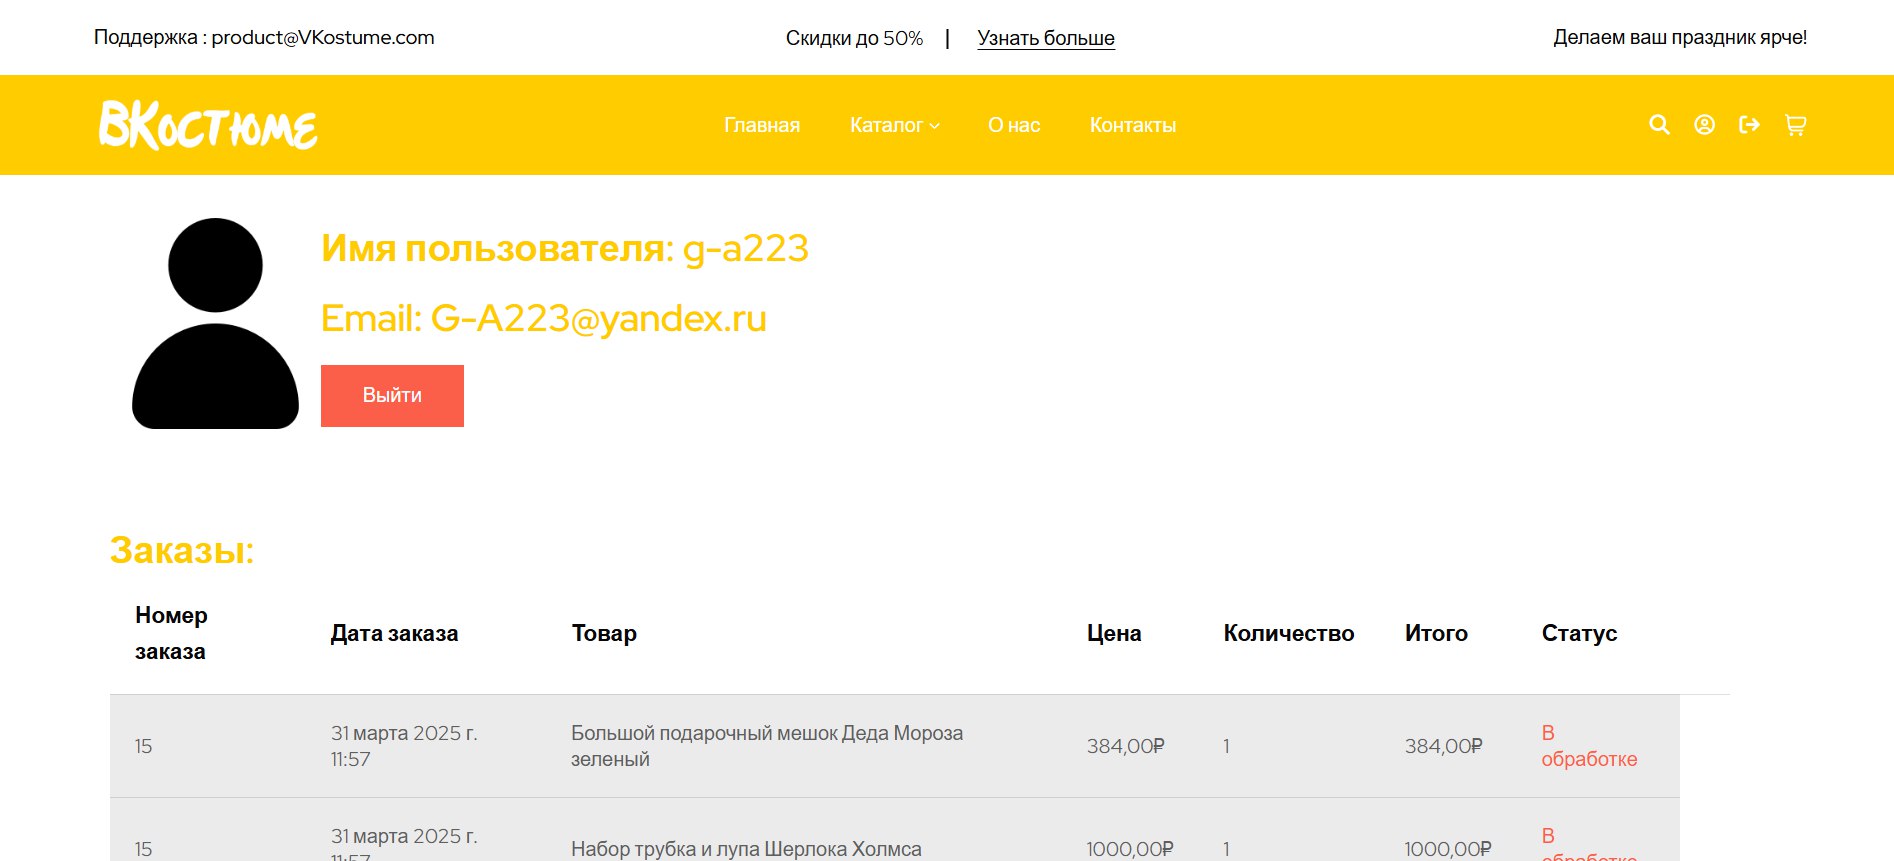 Поддержка : product@VKostume.com
Скидки до 50% | Узнать больше
Делаем ваш праздник ярче!
ВКостюме
Главная Каталог О нас Контакты
Имя пользователя: g-a223
Email: G-A223@yandex.ru
Выйти
Заказы:
Номер заказа
Дата заказа
Товар
Цена
Количество
Итого
Статус
15
31 марта 2025 г.
11:57
Большой подарочный мешок Деда Мороза
зеленый
384,00₽
1
384,00₽
В
обработке
15
31 марта 2025 г.
11:57
Набор трубка и лупа Шерлока Холмса
1000,00₽
1
1000,00₽
В
обработке